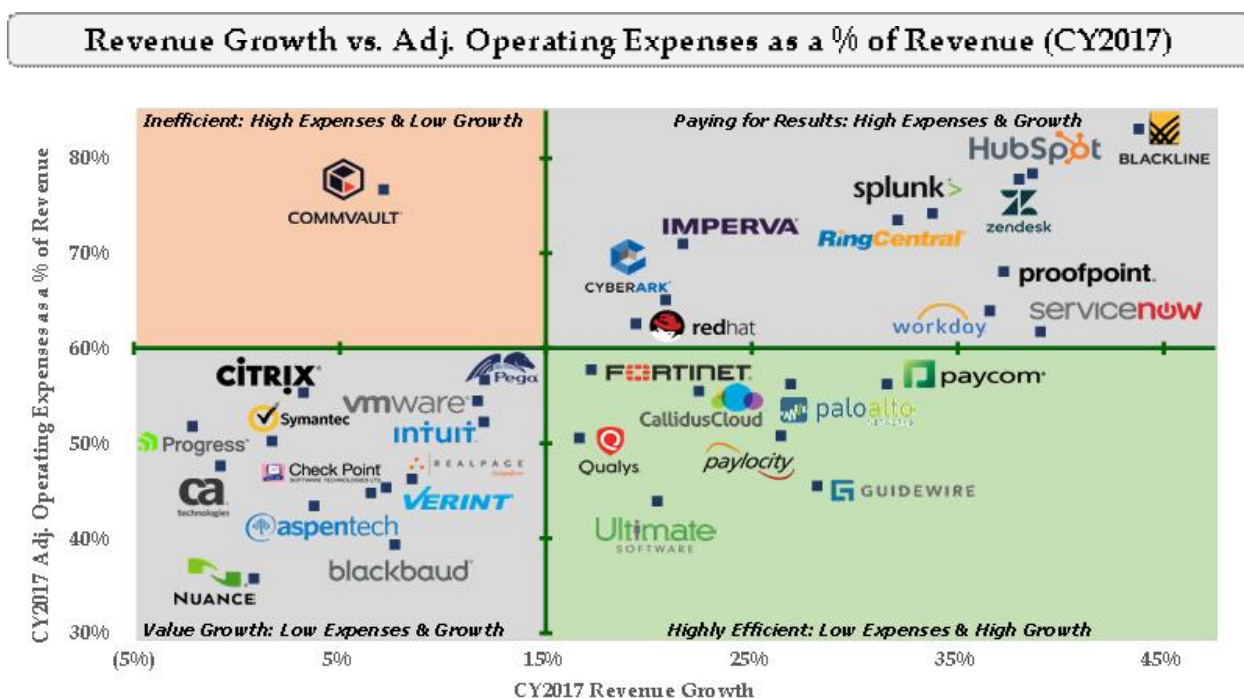 Revenue Growth vs. Adj. Operating Expenses as a % of Revenue (CY2017)
Inefficient: High Expenses & Low Growth
Paying for Results: High Expenses & Growth
CY2017 Adj. Operating Expenses as a % of Revenue
80%
70%
60%
50%
40%
30%
COMMVAULT
HubSpot
BLACKLINE
splunk>
zendesk
IMPERVA
RingCentral
CYBERARK
proofpoint.
redhat
workday
servicenow
CITRIX
Pega
FORTINET
paycom
Symantec
vmware
CallidusCloud
paloalto
Progress
intuit
Qualys
paylocity
Check Point
SOFTWARE TECHNOLOGIES LTD.
REALPAGE
ca
technologies
VERINT
GUIDEWIRE
aspentech
Ultimate
SOFTWARE
blackbaud
NUANCE
Value Growth: Low Expenses & Growth
Highly Efficient: Low Expenses & High Growth
(5%)
5%
15%
25%
35%
45%
CY2017 Revenue Growth